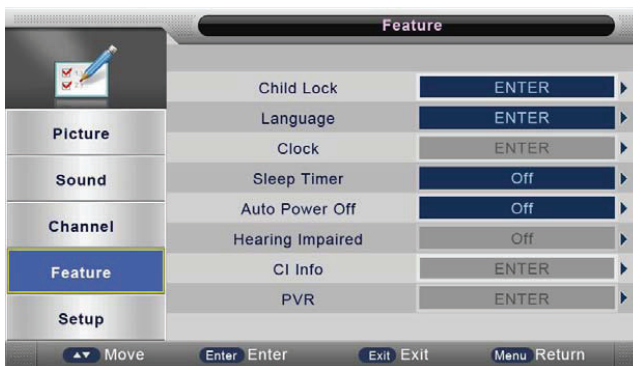 Feature
Child Lock ENTER
Language ENTER
Picture
Clock ENTER
Sound
Sleep Timer Off
Auto Power Off Off
Channel
Hearing Impaired Off
Feature
CI Info ENTER
PVR ENTER
Setup
Move Enter Enter Exit Exit Menu Return